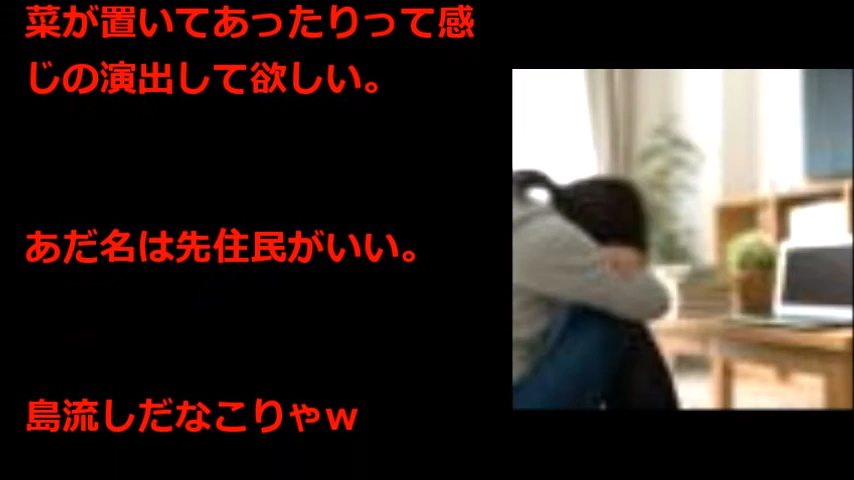 菜が置いてあったりって感
じの演出して欲しい。
あだ名は先住民がいい。
島流しだなこりゃｗ